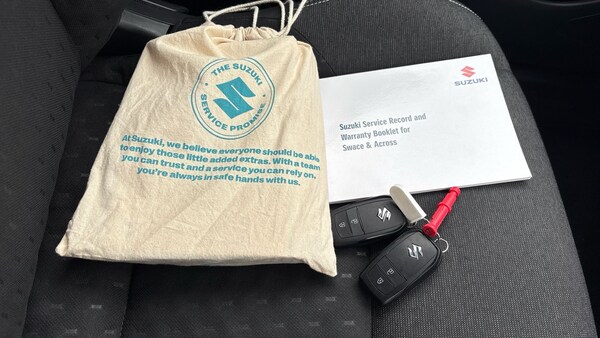 THE SUZUKI
SERVICE PROMISE
At Suzuki, we believe everyone should be able
to enjoy those little added extras. With a team
you can trust and a service you can rely on,
you're always in safe hands with us.
SUZUKI
Suzuki Service Record and
Warranty Booklet for
Swace & Across